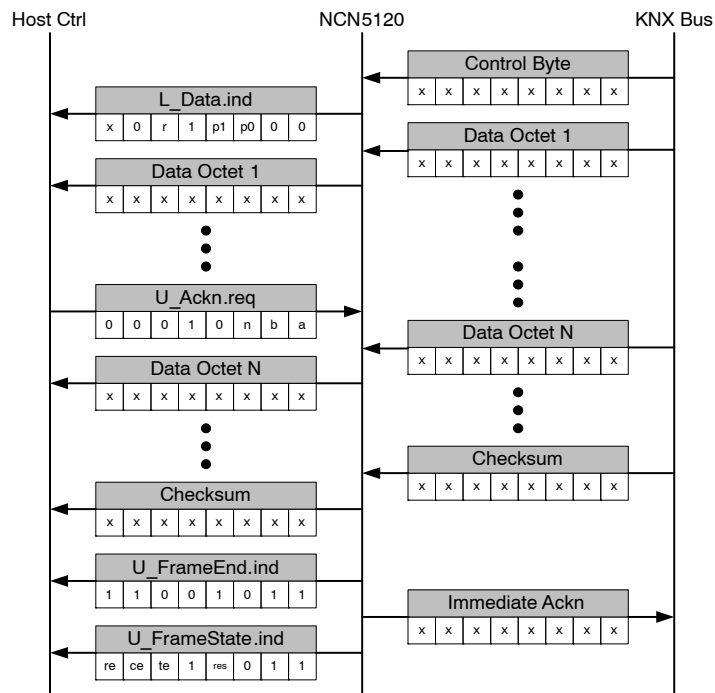 Host Ctrl NCN5120 KNX Bus
Control Byte
x x x x x x x x
L_Data.ind
x 0 r 1 p1 p0 0 0
Data Octet 1
x x x x x x x x
Data Octet 1
x x x x x x x x
U_Ackn.req
0 0 0 1 0 n b a
Data Octet N
x x x x x x x x
Data Octet N
x x x x x x x x
Checksum
x x x x x x x x
Checksum
x x x x x x x x
U_FrameEnd.ind
1 1 0 0 1 0 1 1
Immediate Ackn
x x x x x x x x
U_FrameState.ind
re ce te 1 res 0 1 1